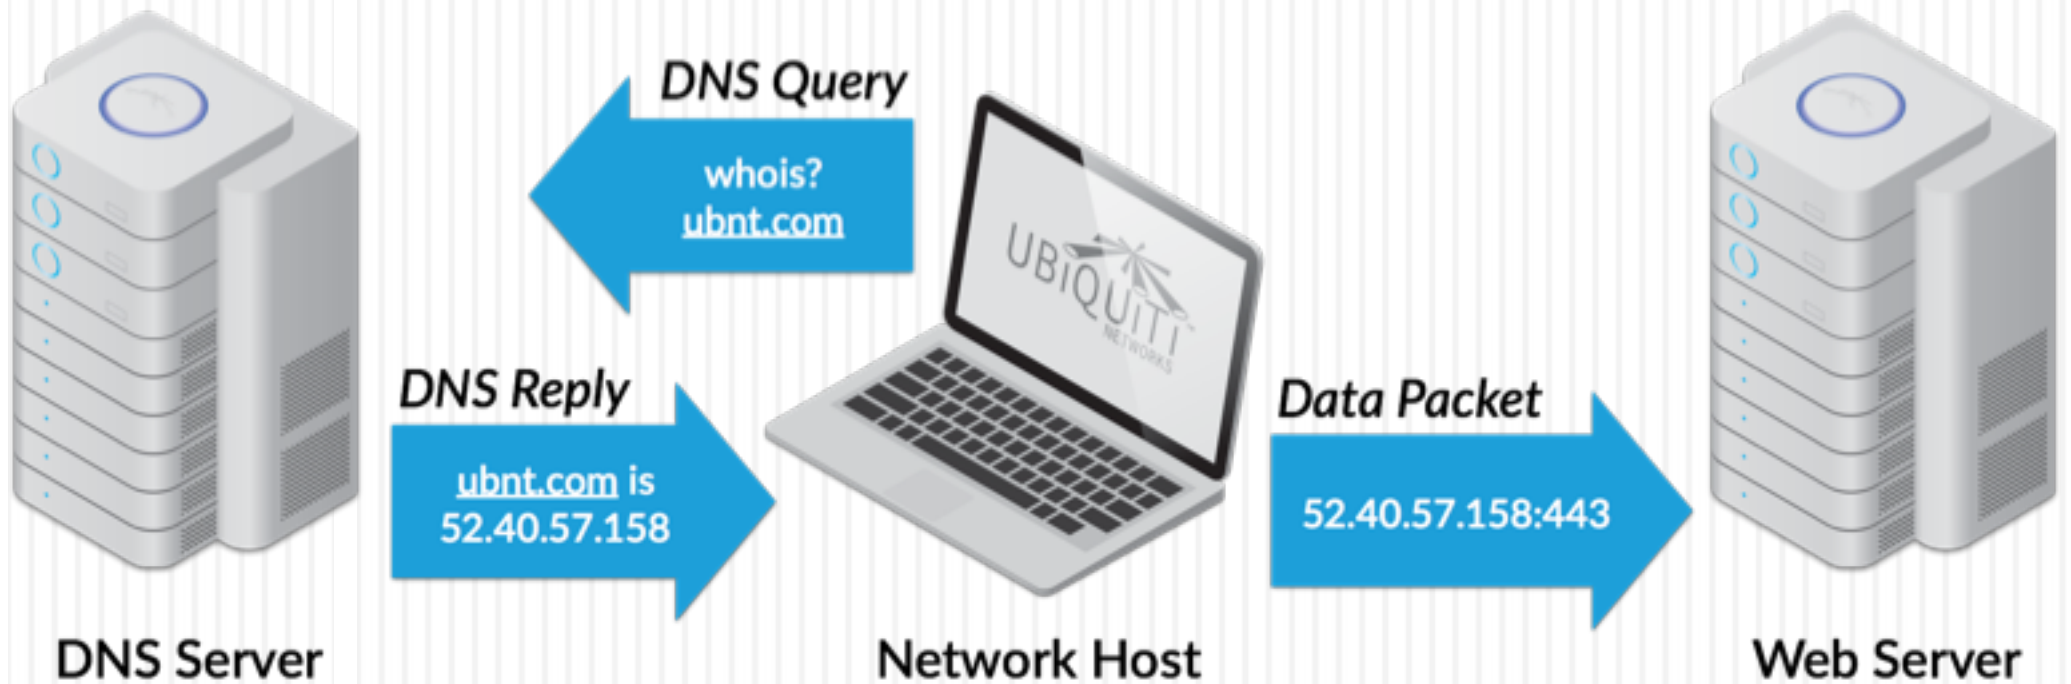 DNS Query
whois?
ubnt.com
UBiQUiTi
NETWORKS
DNS Reply
ubnt.com is
52.40.57.158
Data Packet
52.40.57.158:443
DNS Server
Network Host
Web Server